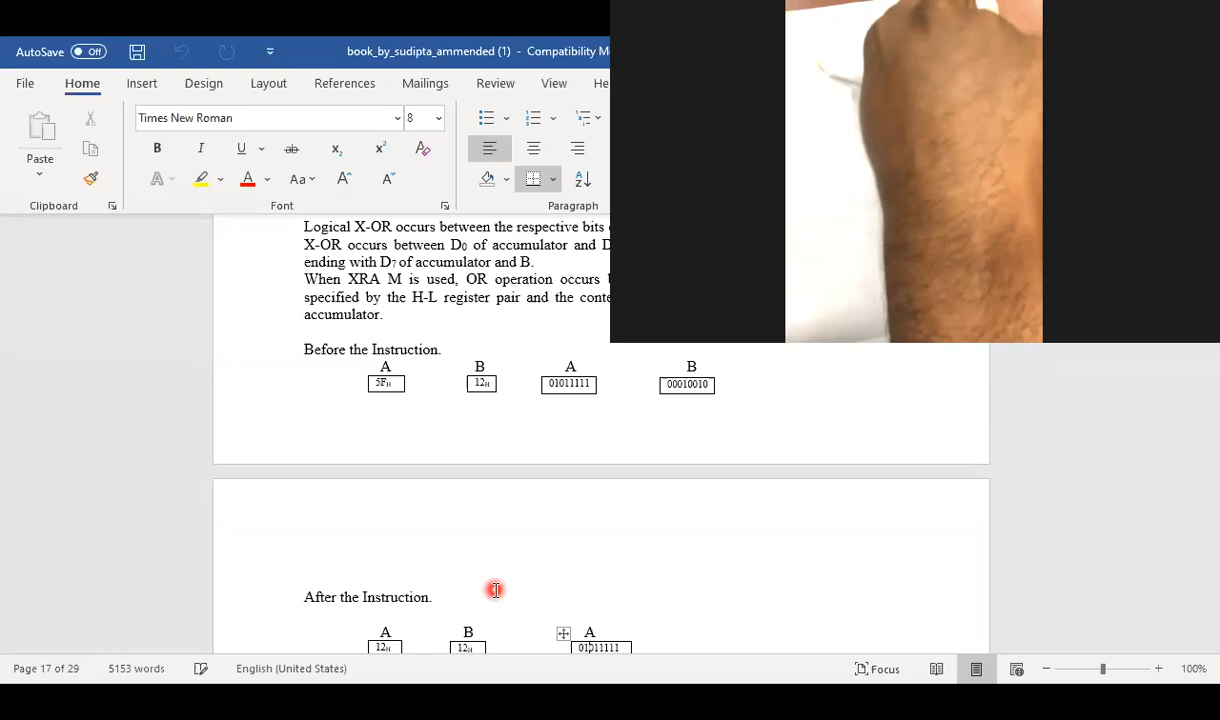 AutoSave Off book_by_sudipta_ammended (1) - Compatibility M
File Home Insert Design Layout References Mailings Review View
Times New Roman 8
Paste B I U ab x₂ x² A
A A Aa A A
Clipboard Font Paragraph
Logical X-OR occurs between the respective bits
X-OR occurs between D₀ of accumulator and D
ending with D₇ of accumulator and B.
When XRA M is used, OR operation occurs
specified by the H-L register pair and the conte
accumulator.
Before the Instruction.
A B A B
5FH 12H 01011111 00010010
After the Instruction.
A B A
12H 12H 01011111
Page 17 of 29 5153 words English (United States) Focus 100%